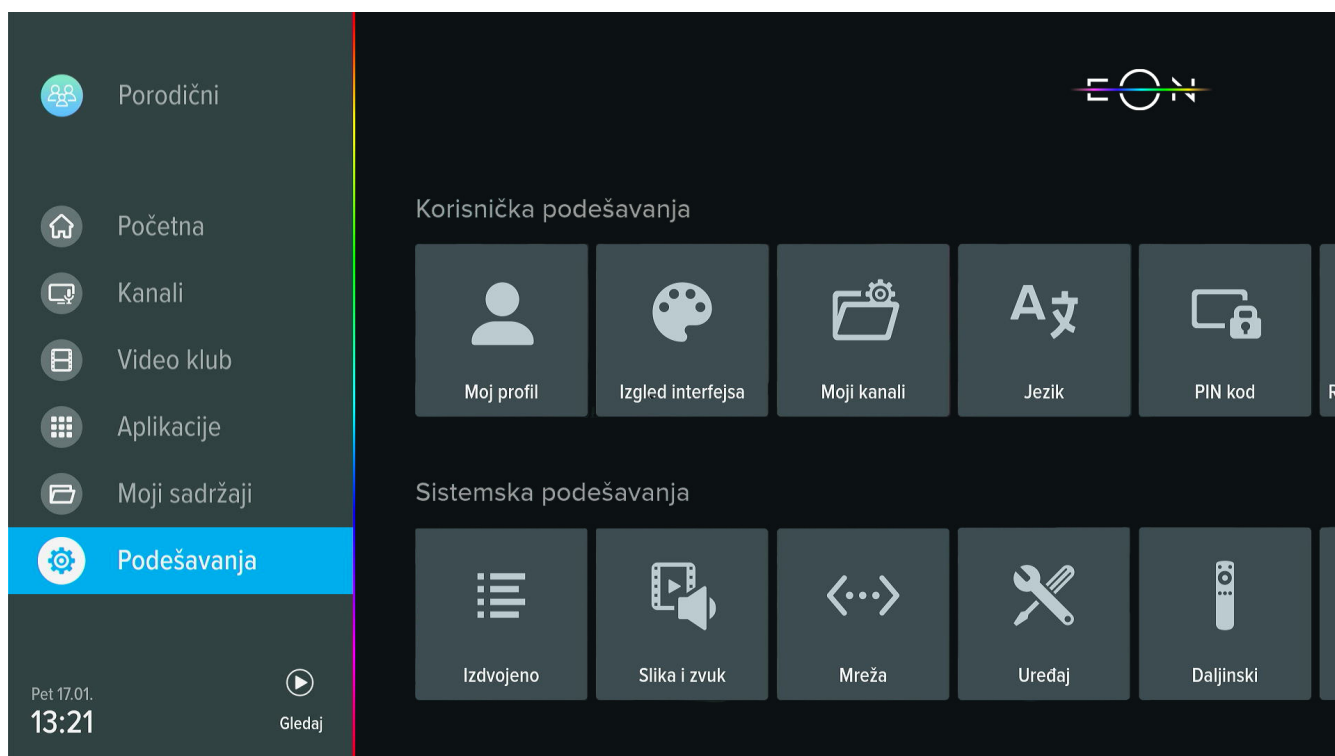 Porodični
EON
Početna
Kanali
Video klub
Aplikacije
Moji sadržaji
Podešavanja
Pet 17.01.
13:21
Gledaj
Korisnička podešavanja
Moj profil
Izgled interfejsa
Moji kanali
Jezik
PIN kod
Sistemska podešavanja
Izdvojeno
Slika i zvuk
Mreža
Uređaj
Daljinski